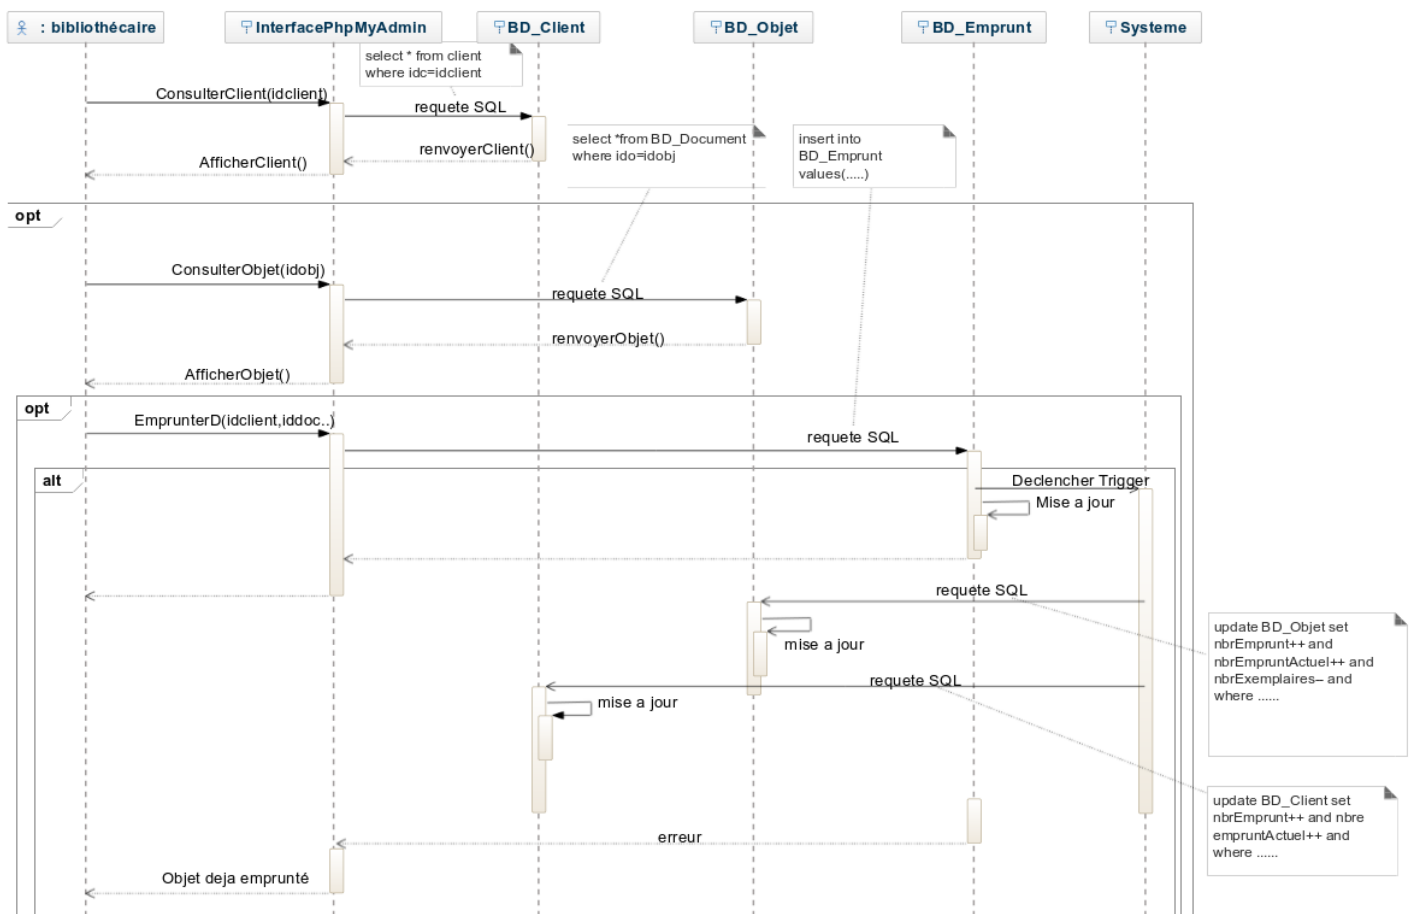 : bibliothécaire
InterfacePhpMyAdmin
BD_Client
BD_Objet
BD_Emprunt
Systeme
select * from client
where idc=idclient
ConsulterClient(idclient)
requete SQL
renvoyerClient()
AfficherClient()
select *from BD_Document
where ido=idobj
insert into
BD_Emprunt
values(.....)
opt
ConsulterObjet(idobj)
requete SQL
renvoyerObjet()
AfficherObjet()
opt
EmprunterD(idclient,iddoc..)
requete SQL
alt
Declencher Trigger
Mise a jour
requete SQL
mise a jour
update BD_Objet set
nbrEmprunt++ and
nbrEmpruntActuel++ and
nbrExemplaires-- and
where ......
requete SQL
mise a jour
update BD_Client set
nbrEmprunt++ and nbre
empruntActuel++ and
where ......
erreur
Objet deja emprunté